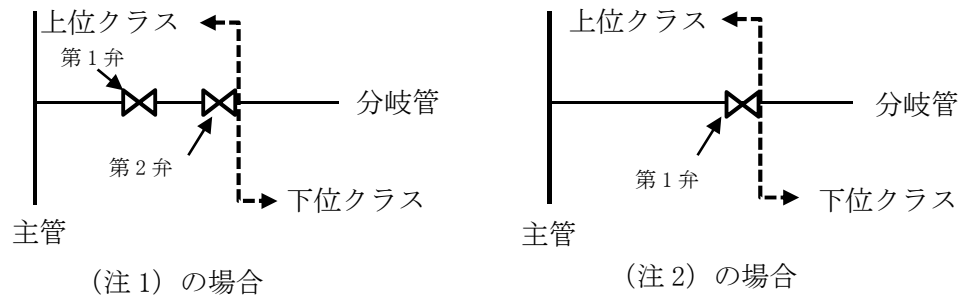 上位クラス
第1弁
分岐管
第2弁
下位クラス
主管
（注1）の場合
上位クラス
分岐管
第1弁
下位クラス
主管
（注2）の場合